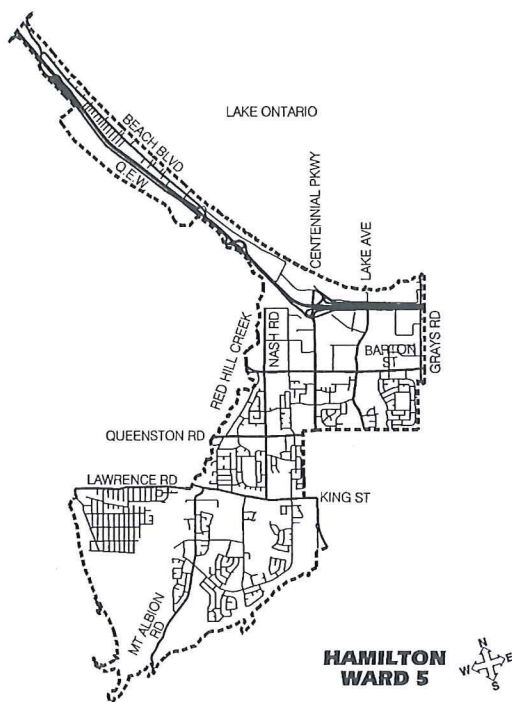 LAKE ONTARIO
BEACH BLVD
Q.E.W.
CENTENNIAL PKWY
LAKE AVE
GRAYS RD
NASH RD
BARTON
ST
RED HILL CREEK
QUEENSTON RD
LAWRENCE RD
KING ST
MT ALBION
RD
HAMILTON
WARD 5
N
W
E
S